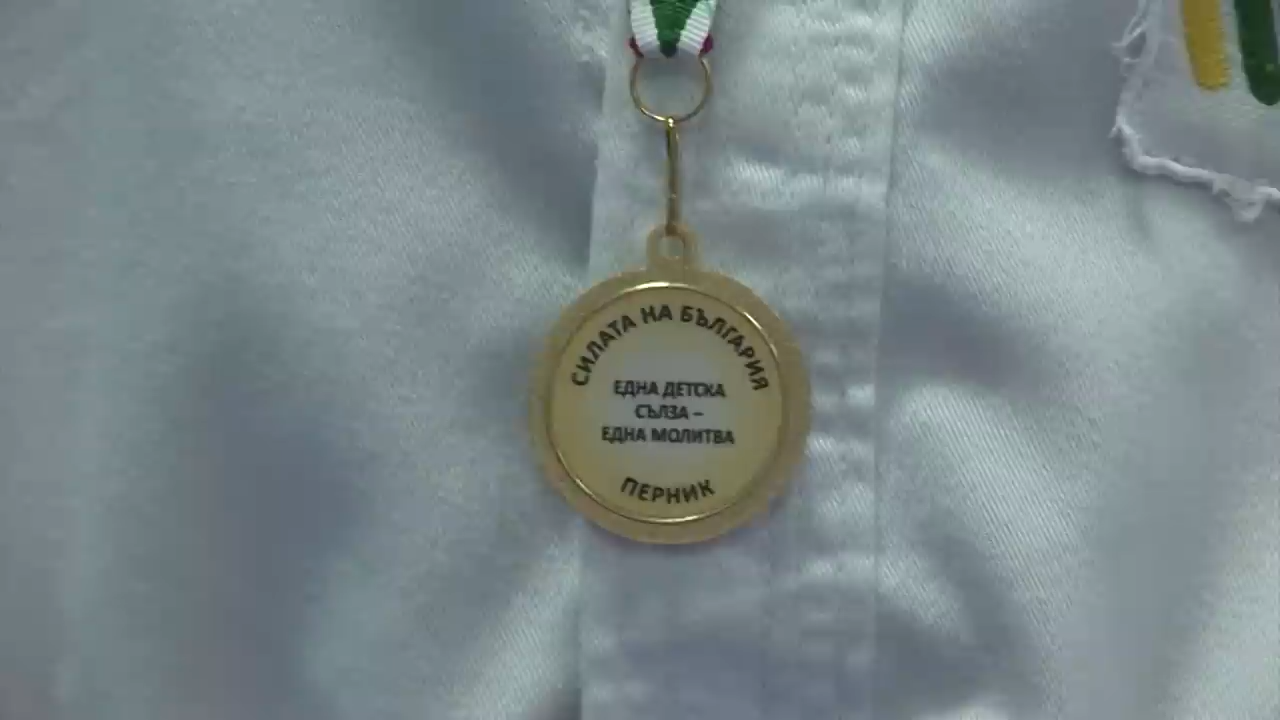 СИЛАТА НА БЪЛГАРИЯ
ЕДНА ДЕТСКА
СЪЛЗА –
ЕДНА МОЛИТВА
ПЕРНИК